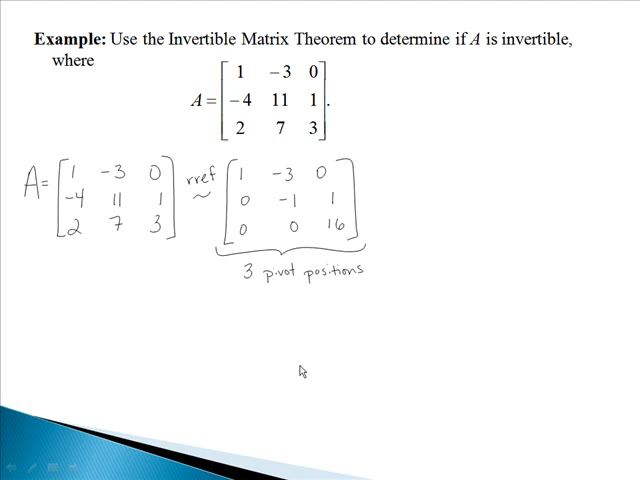 Example: Use the Invertible Matrix Theorem to determine if A is invertible,
where
1 -3 0
A = -4 11 1 .
2 7 3
A = [1 -3 0; -4 11 1; 2 7 3] rref ~ [1 -3 0; 0 -1 1; 0 0 16]
3 pivot positions